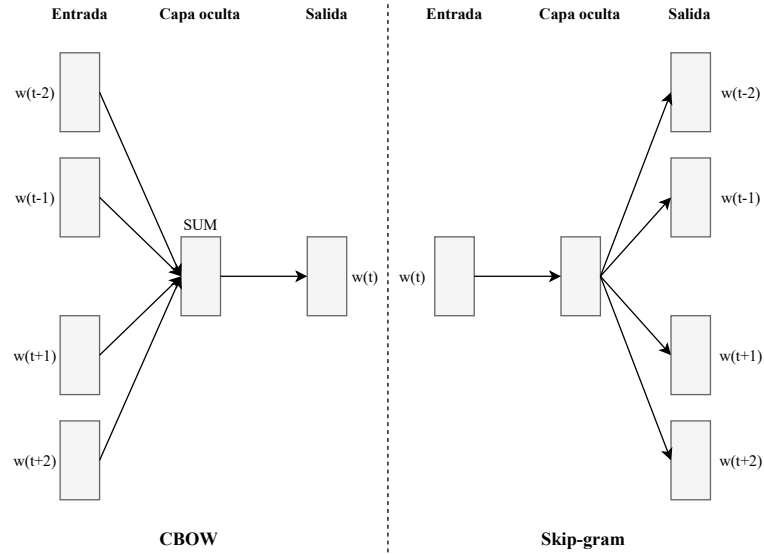 Entrada Capa oculta Salida
w(t-2)
w(t-1)
SUM
w(t)
w(t+1)
w(t+2)
CBOW
Entrada Capa oculta Salida
w(t-2)
w(t-1)
w(t)
w(t+1)
w(t+2)
Skip-gram